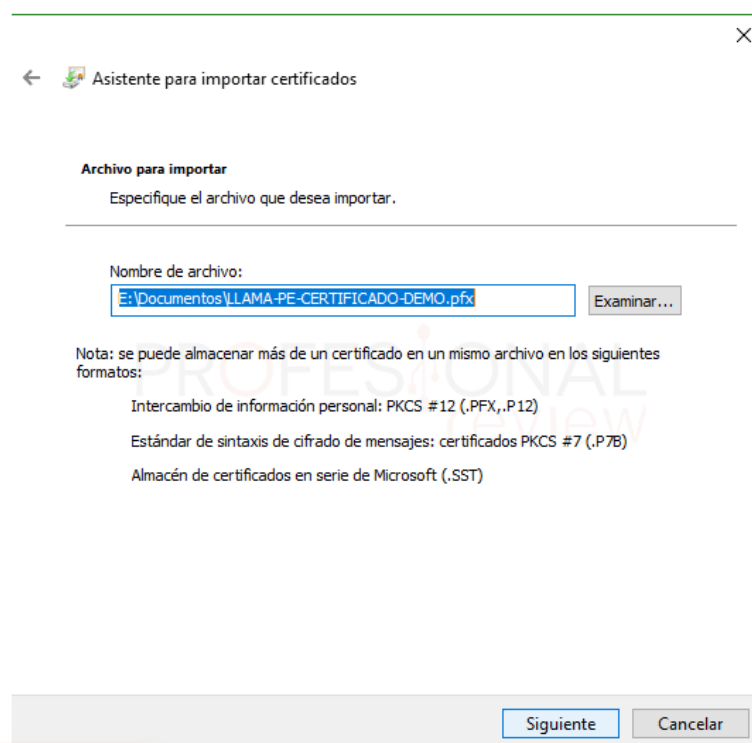 Asistente para importar certificados
Archivo para importar
Especifique el archivo que desea importar.
Nombre de archivo:
E:\Documentos\LLAMA-PE-CERTIFICADO-DEMO.pfx
Examinar...
Nota: se puede almacenar más de un certificado en un mismo archivo en los siguientes
formatos:
PROFESIONAL
review
Intercambio de información personal: PKCS #12 (.PFX,.P12)
Estándar de sintaxis de cifrado de mensajes: certificados PKCS #7 (.P7B)
Almacén de certificados en serie de Microsoft (.SST)
Siguiente
Cancelar